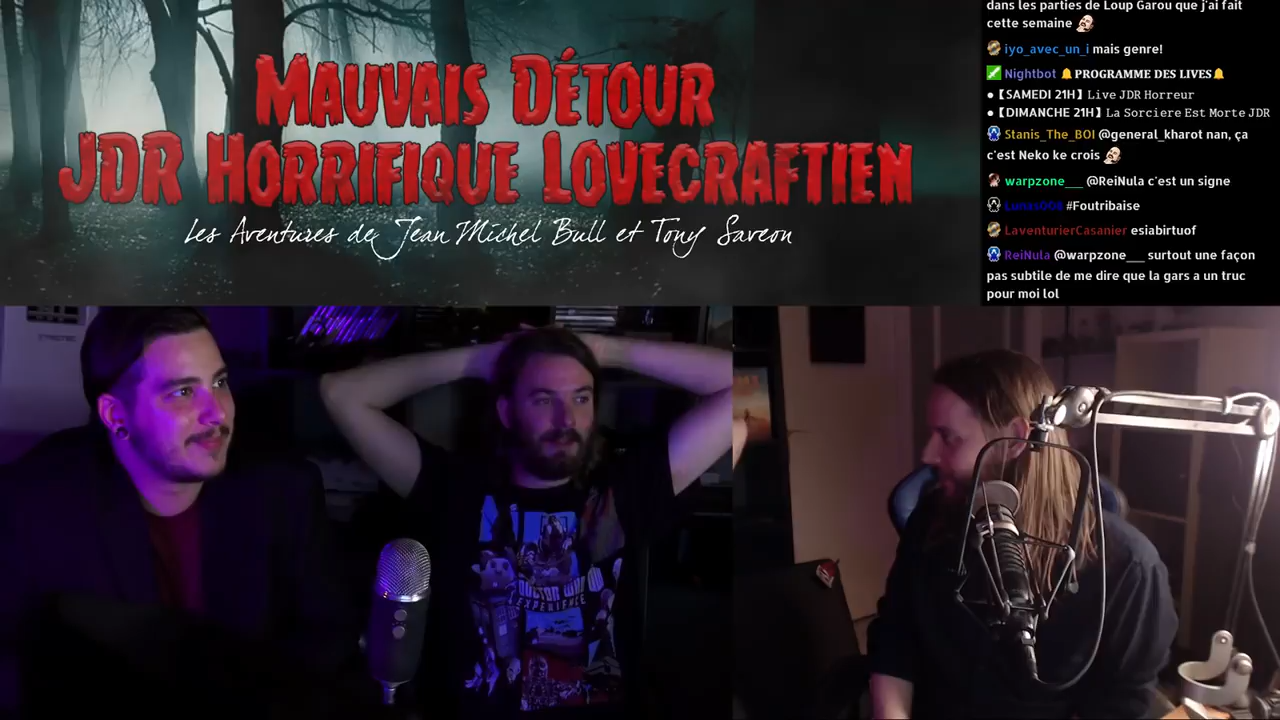 MAUVAIS DÉTOUR
JDR HORRIFIQUE LOVECRAFTIEN
Les Aventures de Jean Michel Bull et Tony Saveon
dans les parties de Loup Garou que j'ai fait
cette semaine
iyo_avec_un_i mais genre!
Nightbot 🔔PROGRAMME DES LIVES🔔
●【SAMEDI 21H】Live JDR Horreur
●【DIMANCHE 21H】La Sorciere Est Morte JDR
Stanis_The_BOI @general_kharot nan, ça
c'est Neko ke crois
warpzone___ @ReiNula c'est un signe
#Foutribaise
LaventurierCasanier esiabirtuof
ReiNula @warpzone___ surtout une façon
pas subtile de me dire que la gars a un truc
pour moi lol
DOCTOR WHO
EXPERIENCE